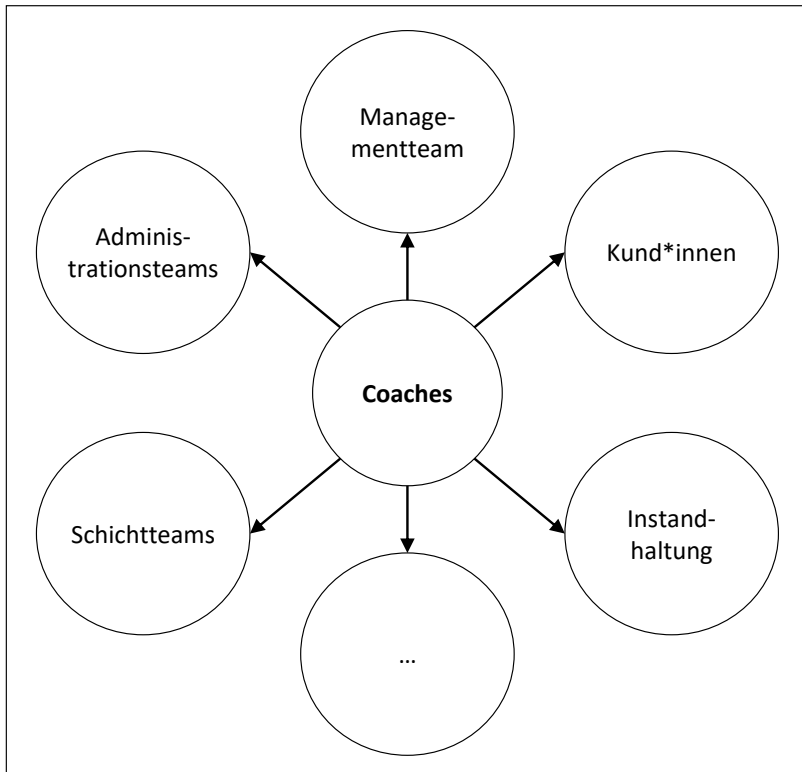 Manage-
mentteam
Adminis-
trationsteams
Kund*innen
Coaches
Schichtteams
Instand-
haltung
...